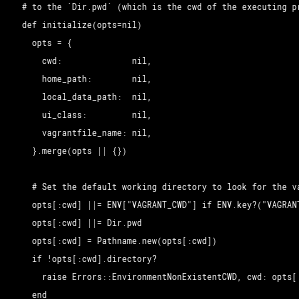 # to the `Dir.pwd` (which is the cwd of the executing
def initialize(opts=nil)
opts = {
cwd: nil,
home_path: nil,
local_data_path: nil,
ui_class: nil,
vagrantfile_name: nil,
}.merge(opts || {})
# Set the default working directory to look for the
opts[:cwd] ||= ENV["VAGRANT_CWD"] if ENV.key?("VAGRANT
opts[:cwd] ||= Dir.pwd
opts[:cwd] = Pathname.new(opts[:cwd])
if !opts[:cwd].directory?
raise Errors::EnvironmentNonExistentCWD, cwd: opts[
end